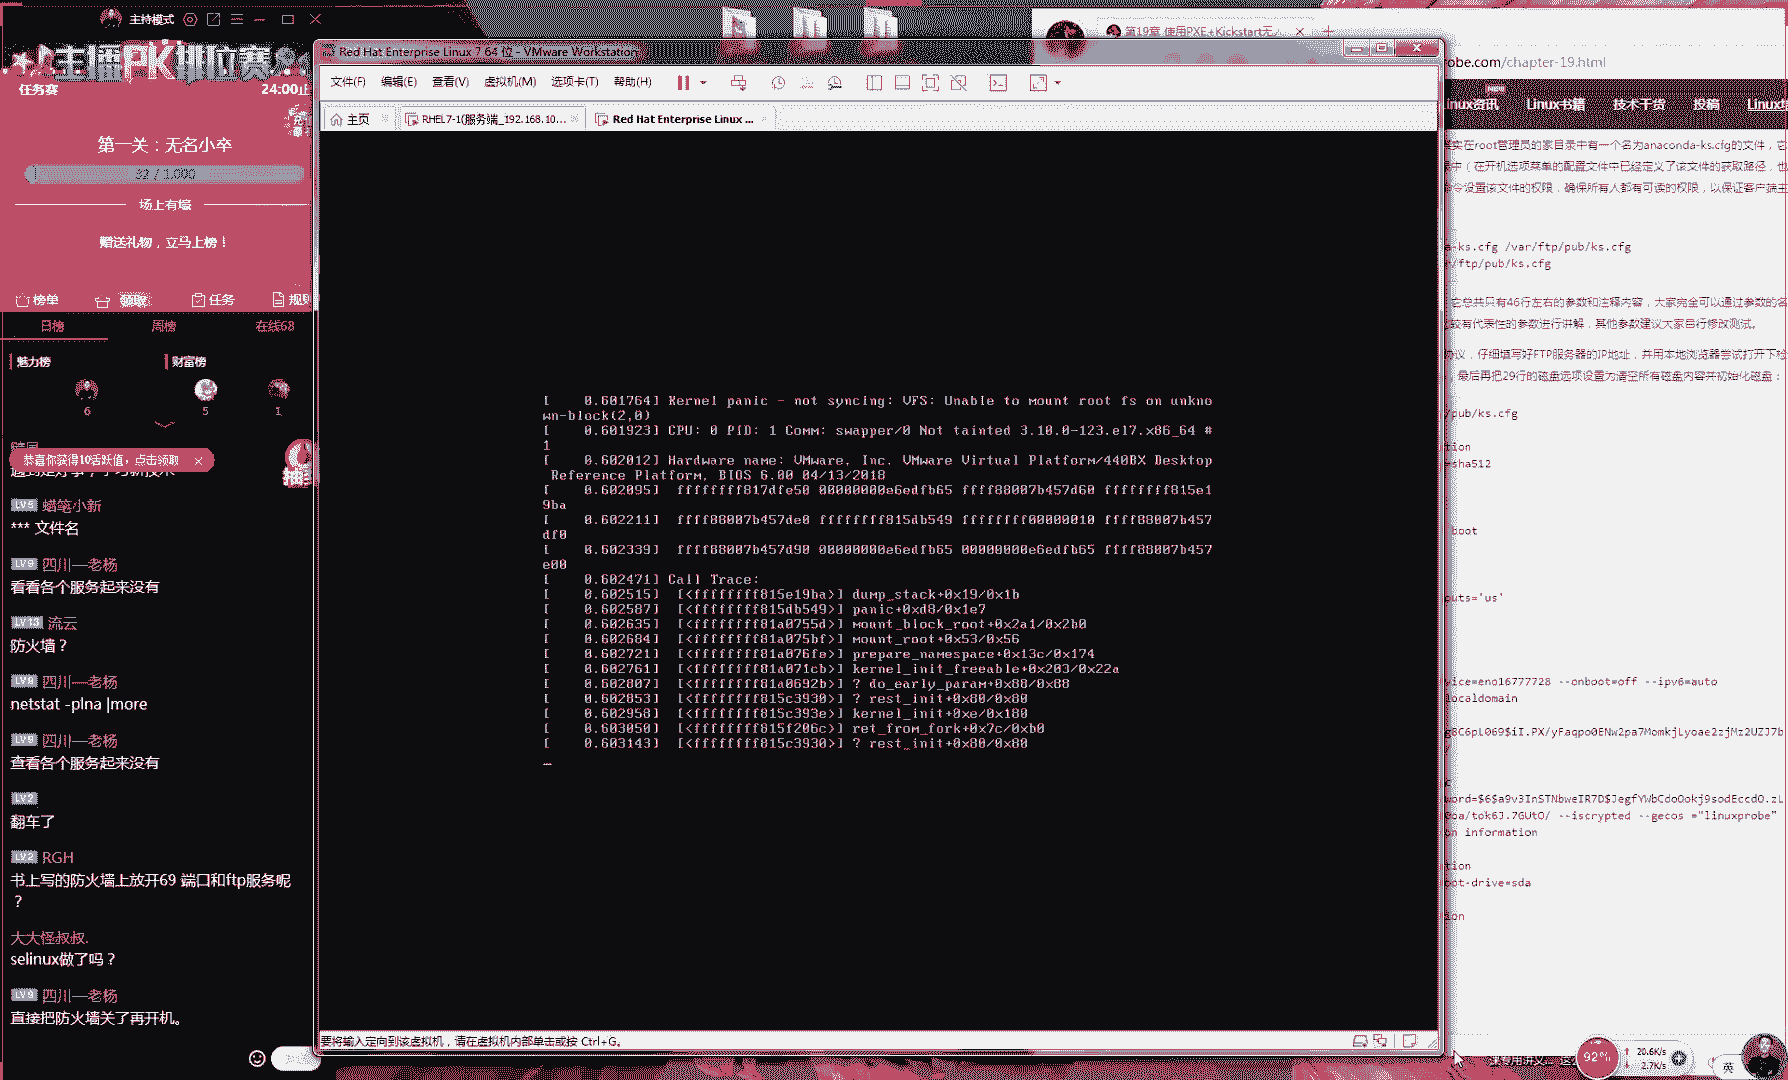 主持模式
主播PK排位赛
任务赛
24:00止
第一关：无名小卒
32 / 1,000
场上有谁
赠送礼物，立马上榜！
榜单
领取
任务
日榜
周榜
在线68
魅力榜
财富榜
6
5
1
恭喜你获得10活跃值，点击领取
LV5 蜡笔小新
*** 文件名
LV9 四川—老杨
看看各个服务起来没有
LV13 流云
防火墙？
LV9 四川—老杨
netstat -plna |more
LV9 四川—老杨
查看各个服务起来没有
LV2
翻车了
LV2 RGH
书上写的防火墙上放开69 端口和ftp服务呢
？
大大怪叔叔.
selinux做了吗？
LV9 四川—老杨
直接把防火墙关了再开机。
Red Hat Enterprise Linux 7 64 位 - VMware Workstation
文件(F) 编辑(E) 查看(V) 虚拟机(M) 选项卡(T) 帮助(H)
主页
RHEL7-1(服务端_192.168.10...
Red Hat Enterprise Linux ...
[    0.601764] Kernel panic - not syncing: VFS: Unable to mount root fs on unkno
wn-block(2,0)
[    0.601923] CPU: 0 PID: 1 Comm: swapper/0 Not tainted 3.10.0-123.el7.x86_64 #
1
[    0.602012] Hardware name: VMware, Inc. VMware Virtual Platform/440BX Desktop
 Reference Platform, BIOS 6.00 04/13/2018
[    0.602095]  ffffffff817dfe50 00000000e6edfb65 ffff88007b457d60 ffffffff815e1
9ba
[    0.602211]  ffff88007b457de0 ffffffff815db549 ffffffff00000010 ffff88007b457
df0
[    0.602339]  ffff88007b457d90 00000000e6edfb65 00000000e6edfb65 ffff88007b457
e00
[    0.602471] Call Trace:
[    0.602515]  [<ffffffff815e19ba>] dump_stack+0x19/0x1b
[    0.602587]  [<ffffffff815db549>] panic+0xd8/0x1e7
[    0.602635]  [<ffffffff81a0755d>] mount_block_root+0x2a1/0x2b0
[    0.602684]  [<ffffffff81a075bf>] mount_root+0x53/0x56
[    0.602721]  [<ffffffff81a076fe>] prepare_namespace+0x13c/0x174
[    0.602761]  [<ffffffff81a071cb>] kernel_init_freeable+0x203/0x22a
[    0.602807]  [<ffffffff81a0692b>] ? do_early_param+0x88/0x88
[    0.602853]  [<ffffffff815c3930>] ? rest_init+0x80/0x80
[    0.602958]  [<ffffffff815c393e>] kernel_init+0xe/0x180
[    0.603050]  [<ffffffff815f206c>] ret_from_fork+0x7c/0xb0
[    0.603143]  [<ffffffff815c3930>] ? rest_init+0x80/0x80
要将输入定向到该虚拟机，请在虚拟机内部单击或按 Ctrl+G。
第19章 使用PXE+Kickstart无...
robe.com/chapter-19.html
Linux资讯 Linux书籍 技术干货 投稿
实在root管理员的家目录中有一个名为anaconda-ks.cfg的文件，它
中（在开机选项菜单的配置文件中已经定义了该文件的获取路径，也
令设置该文件的权限，确保所有人都有可读的权限，以保证客户端主
a-ks.cfg /var/ftp/pub/ks.cfg
r/ftp/pub/ks.cfg
它总共只有46行左右的参数和注释内容，大家完全可以通过参数的名
较有代表性的参数进行讲解，其他参数建议大家自行修改测试。
协议，仔细填写好FTP服务器的IP地址，并用本地浏览器尝试打开下检
最后再把29行的磁盘选项设置为清空所有磁盘内容并初始化磁盘：
/pub/ks.cfg
tion
=sha512
boot
outs='us'
vice=eno16777728 --onboot=off --ipv6=auto
localdomain
--iscrypted --gecos ="linuxprobe"
on information
tion
oot-drive=sda
ion
92%
20.6K/s
2.7K/s
英